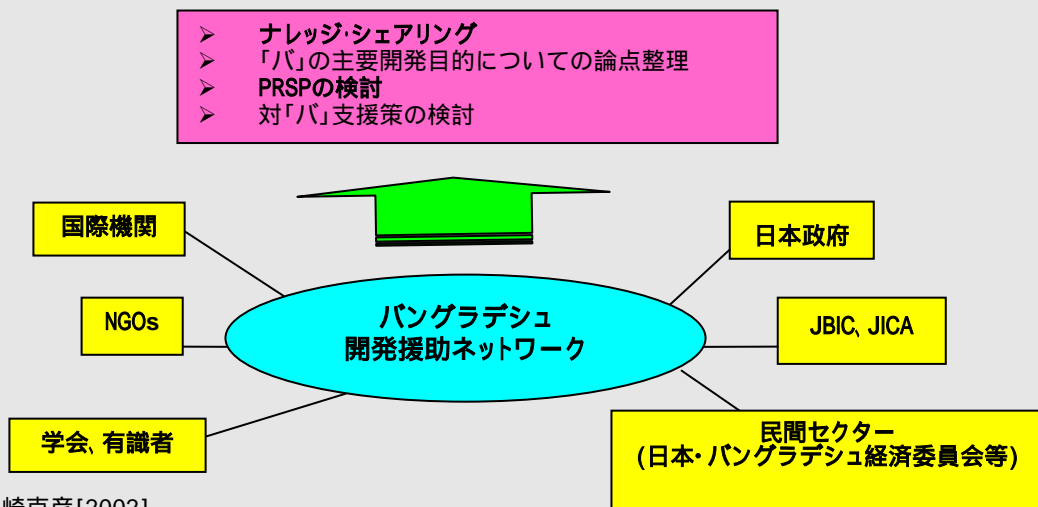 ➢ ナレッジ・シェアリング
➢ 「バ」の主要開発目的についての論点整理
➢ PRSPの検討
➢ 対「バ」支援策の検討
国際機関
日本政府
NGOs
バングラデシュ
開発援助ネットワーク
JBIC、JICA
学会、有識者
民間セクター
(日本・バングラデシュ経済委員会等)
[2002]